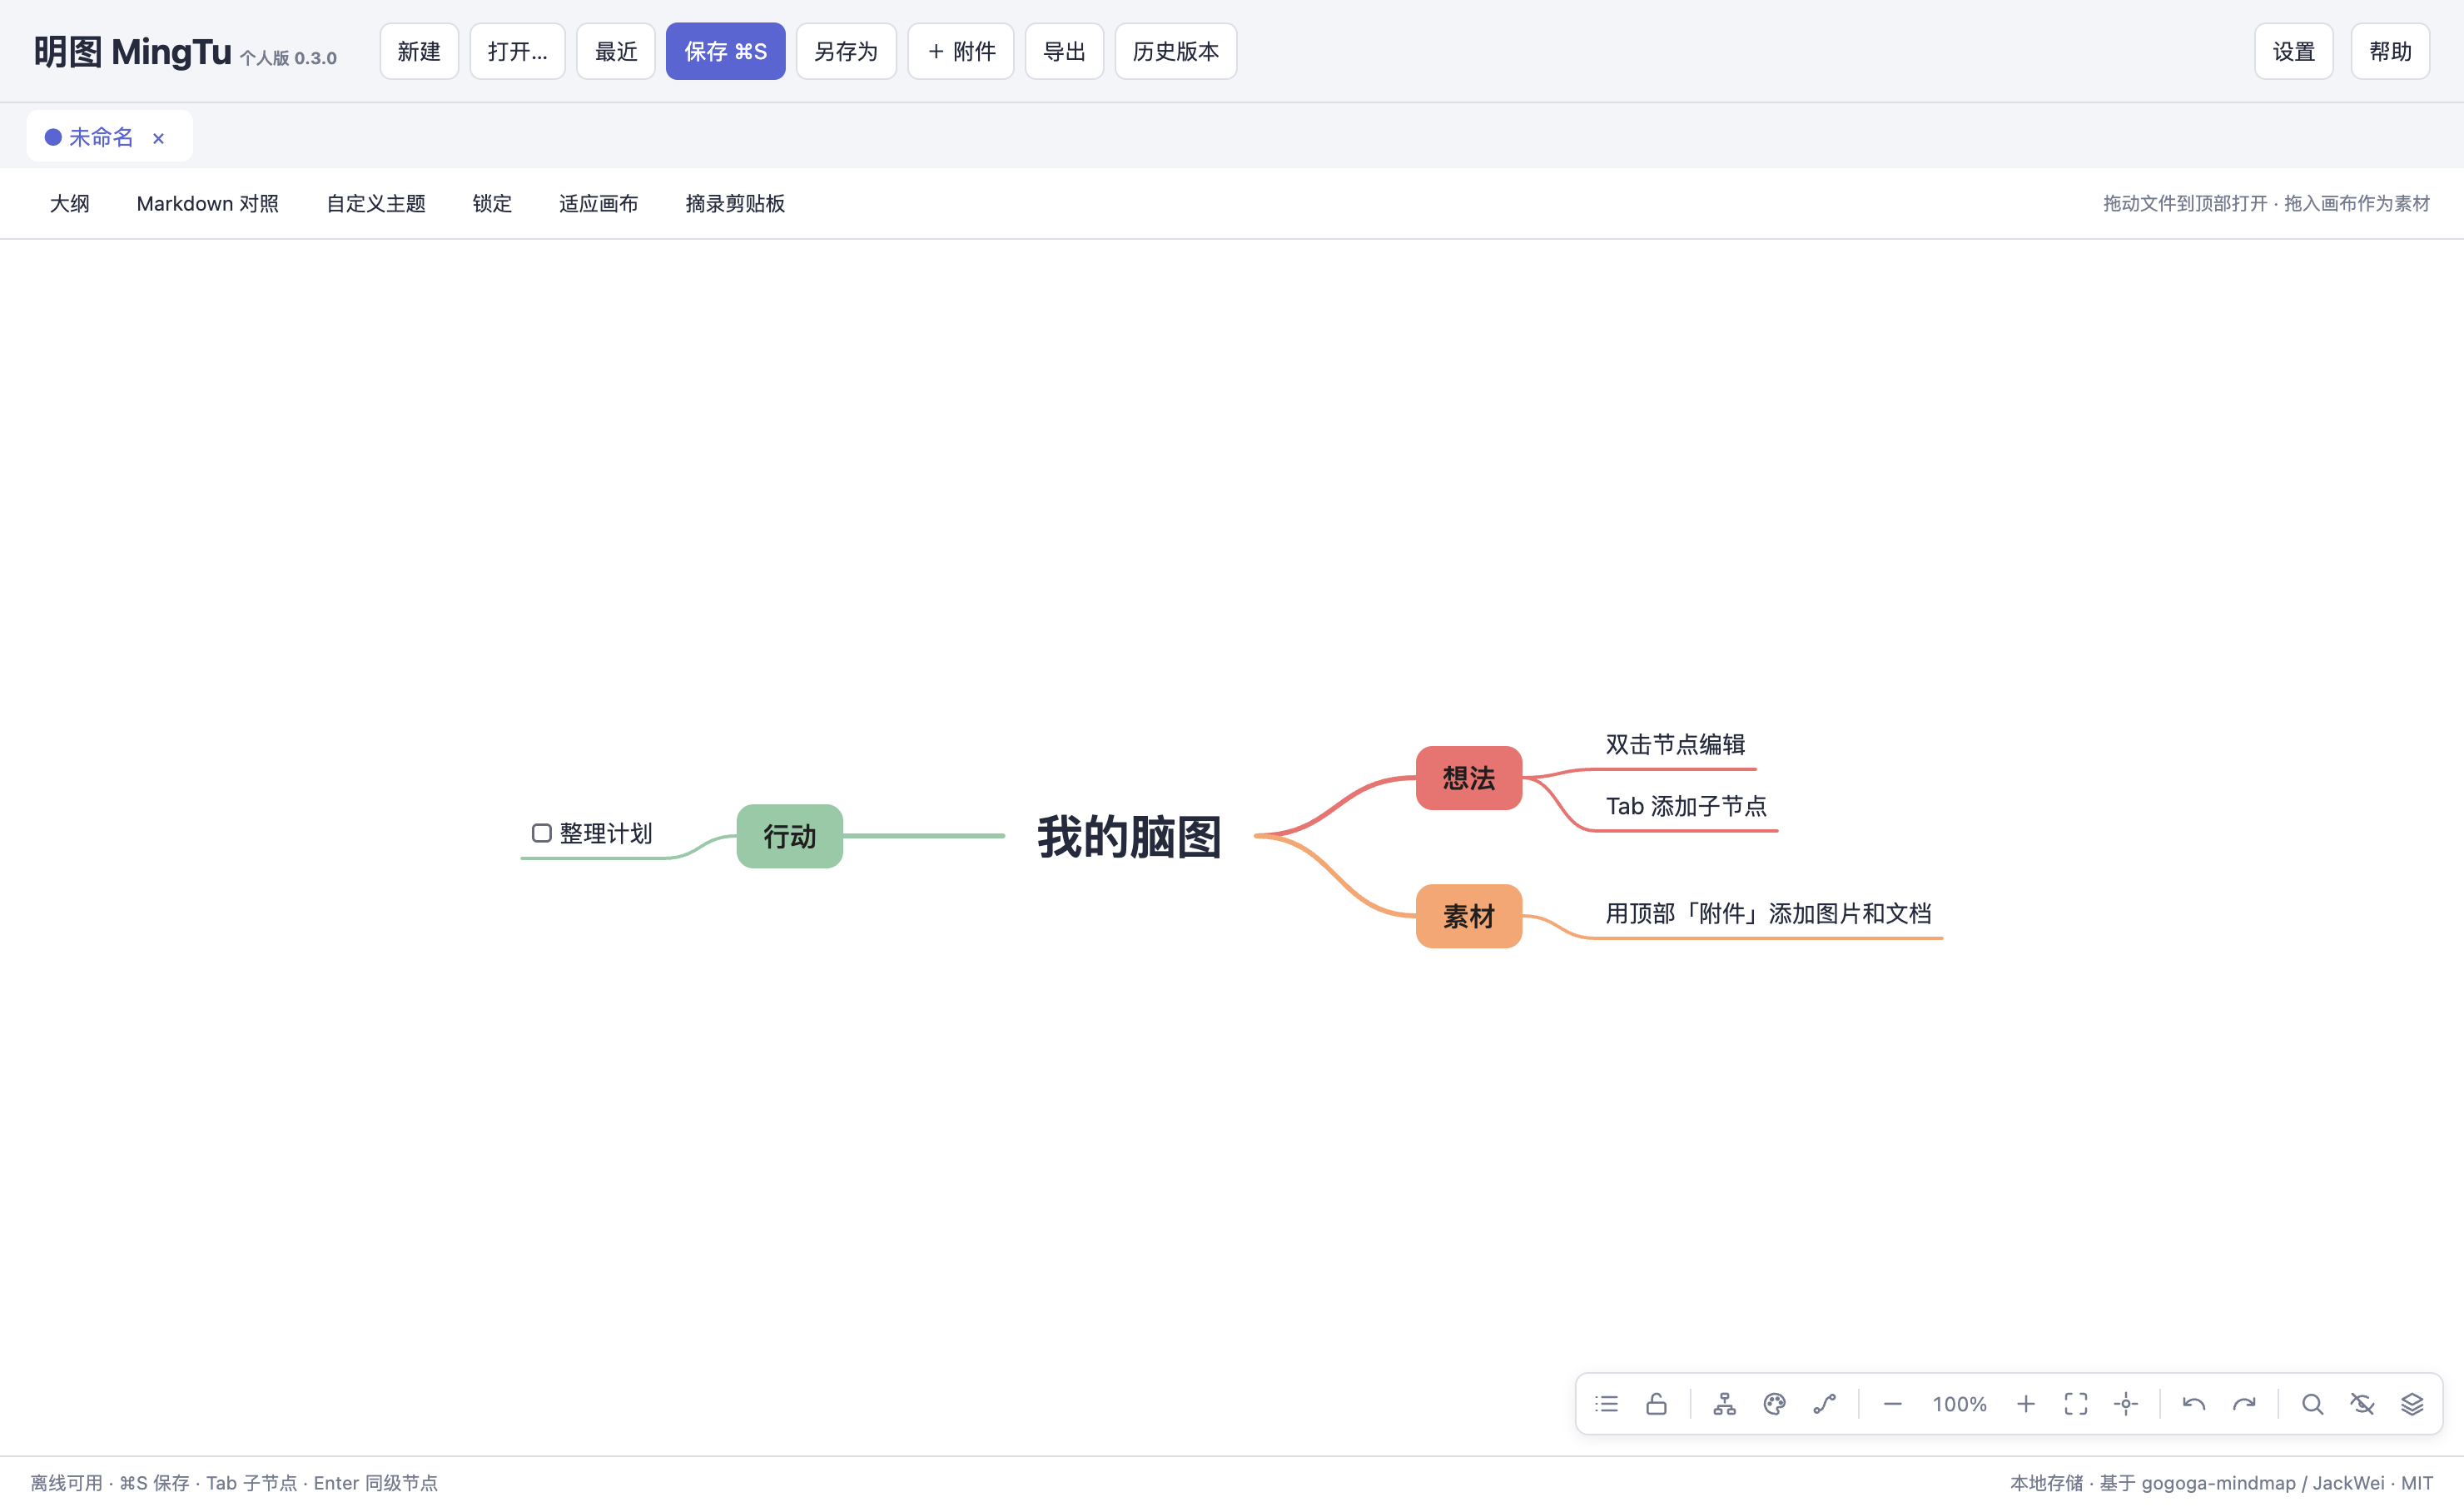 明图 MingTu 个人版 0.3.0 新建 打开... 最近 保存 ⌘S 另存为 + 附件 导出 历史版本 设置 帮助
未命名 ×
大纲 Markdown 对照 自定义主题 锁定 适应画布 摘录剪贴板 拖动文件到顶部打开 · 拖入画布作为素材
双击节点编辑
想法
Tab 添加子节点
整理计划 行动 我的脑图
素材 用顶部「附件」添加图片和文档
100%
离线可用 · ⌘S 保存 · Tab 子节点 · Enter 同级节点 本地存储 · 基于 gogoga-mindmap / JackWei · MIT